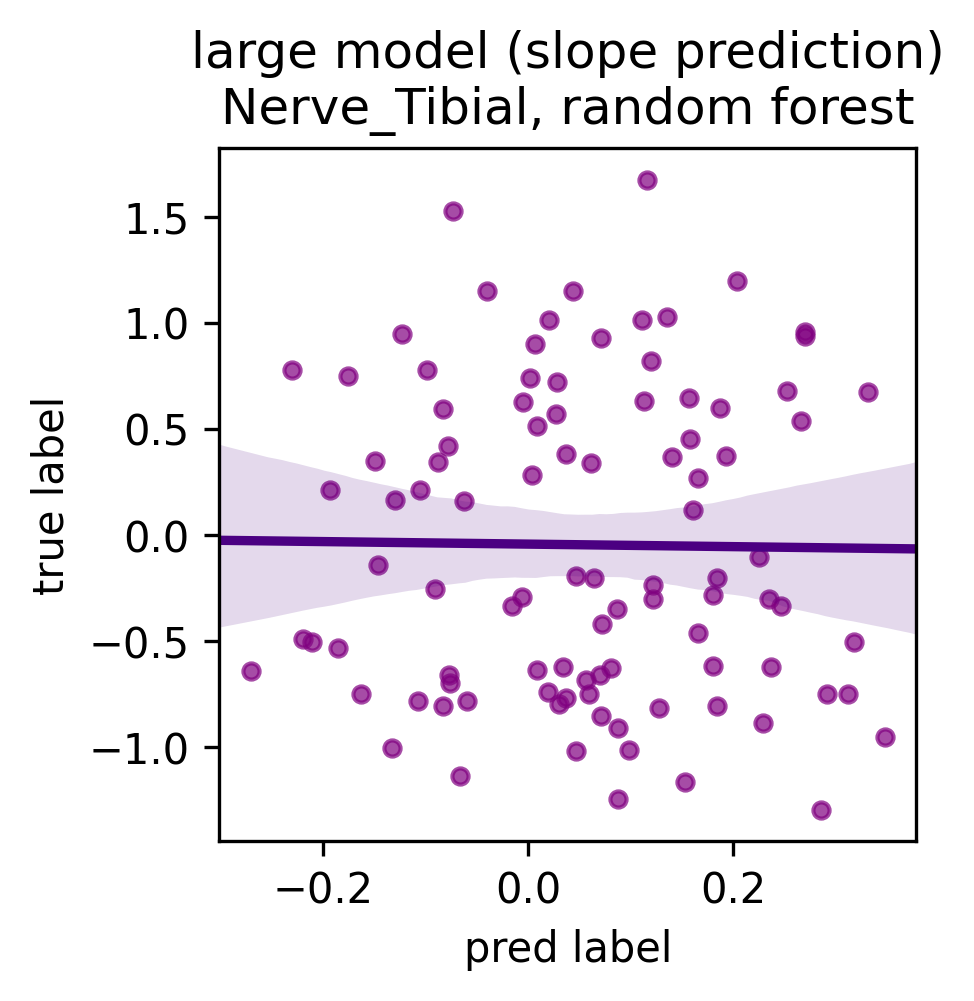 large model (slope prediction)
Nerve_Tibial, random forest
1.5
1.0
0.5
0.0
−0.5
−1.0
true label
−0.2
0.0
0.2
pred label